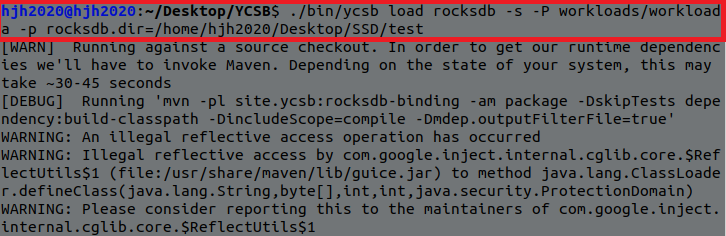 hjh2020@hjh2020:~/Desktop/YCSB$ ./bin/ycsb load rocksdb -s -P workloads/workload
a -p rocksdb.dir=/home/hjh2020/Desktop/SSD/test
[WARN]  Running against a source checkout. In order to get our runtime dependenc
ies we'll have to invoke Maven. Depending on the state of your system, this may
take ~30-45 seconds
[DEBUG]  Running 'mvn -pl site.ycsb:rocksdb-binding -am package -DskipTests depe
ndency:build-classpath -DincludeScope=compile -Dmdep.outputFilterFile=true'
WARNING: An illegal reflective access operation has occurred
WARNING: Illegal reflective access by com.google.inject.internal.cglib.core.$Ref
lectUtils$1 (file:/usr/share/maven/lib/guice.jar) to method java.lang.ClassLoade
r.defineClass(java.lang.String,byte[],int,int,java.security.ProtectionDomain)
WARNING: Please consider reporting this to the maintainers of com.google.inject.
internal.cglib.core.$ReflectUtils$1